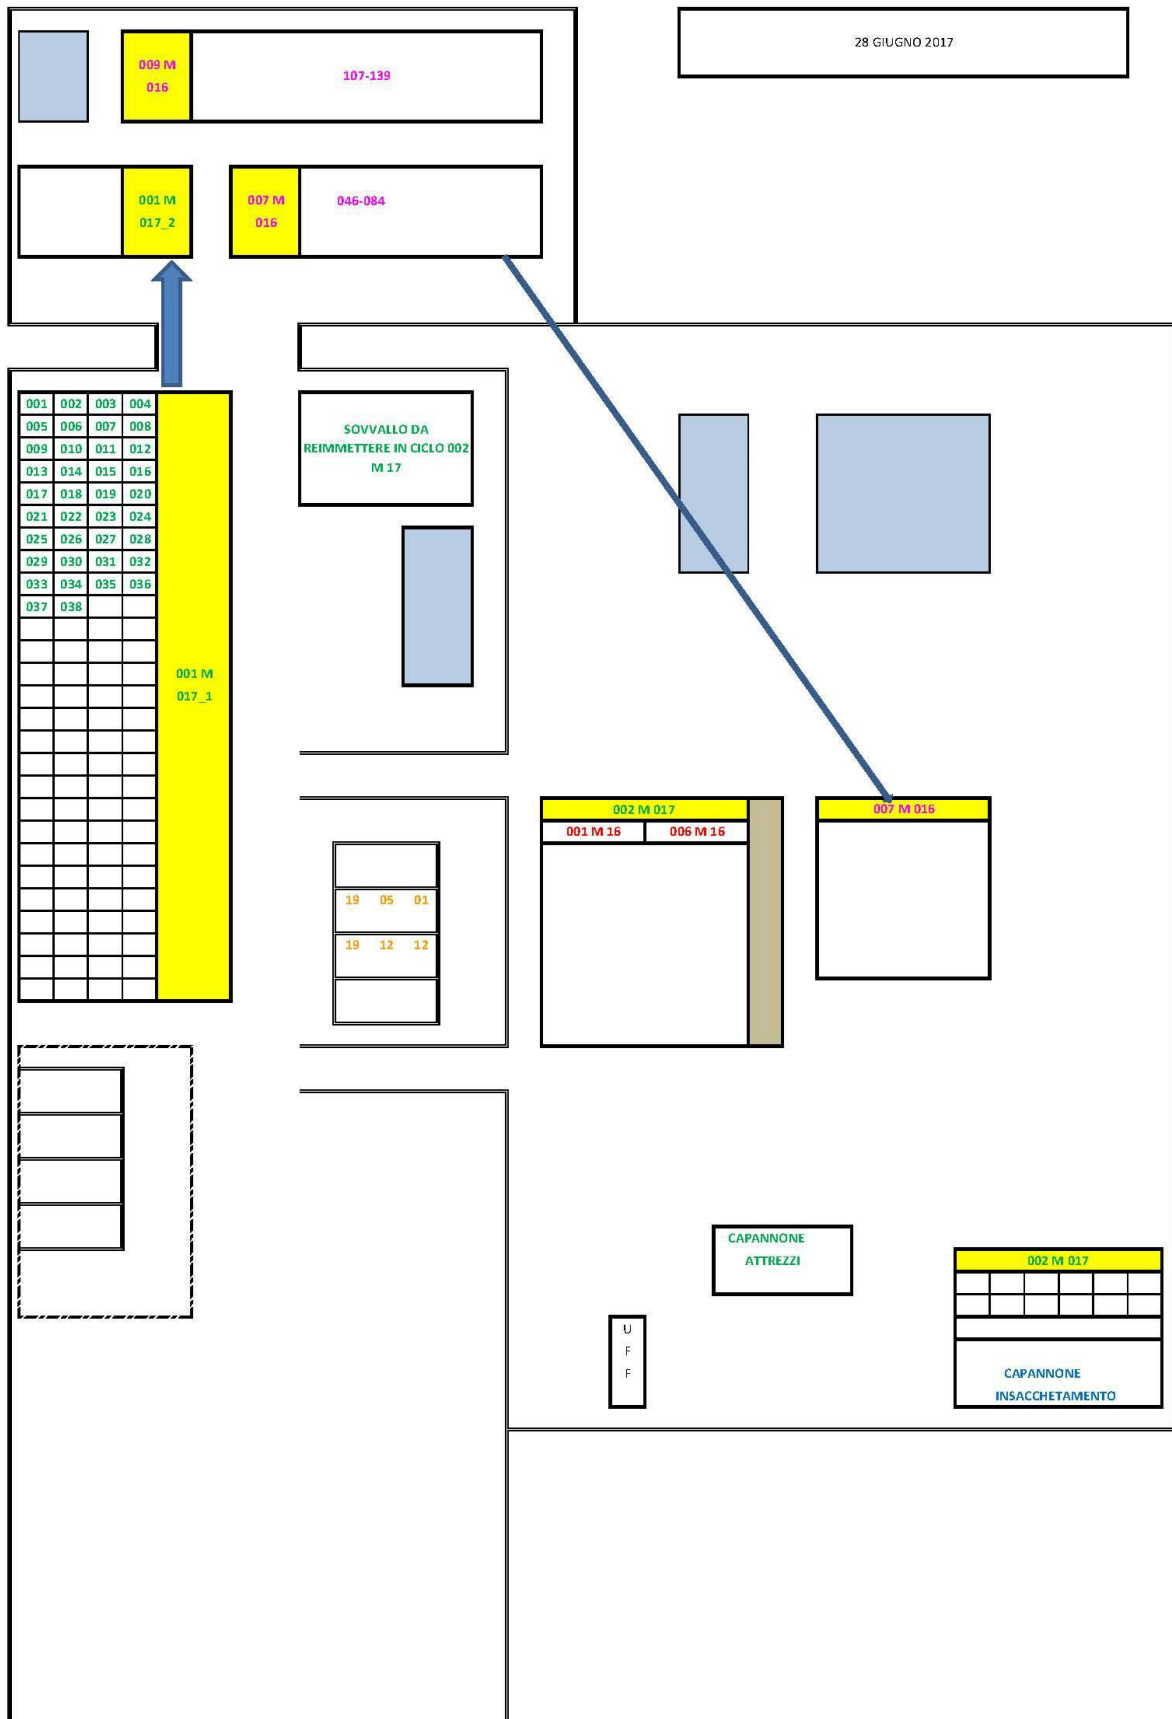 28 GIUGNO 2017
009 M
016
107-139
001 M
017_2
007 M
016
046-084
001 002 003 004
005 006 007 008
009 010 011 012
013 014 015 016
017 018 019 020
021 022 023 024
025 026 027 028
029 030 031 032
033 034 035 036
037 038
001 M
017_1
SOVVALLO DA
REIMMETTERE IN CICLO 002
M 17
002 M 017
001 M 16 006 M 16
007 M 016
19 05 01
19 12 12
CAPANNONE
ATTREZZI
U
F
F
002 M 017
CAPANNONE
INSACCHETAMENTO